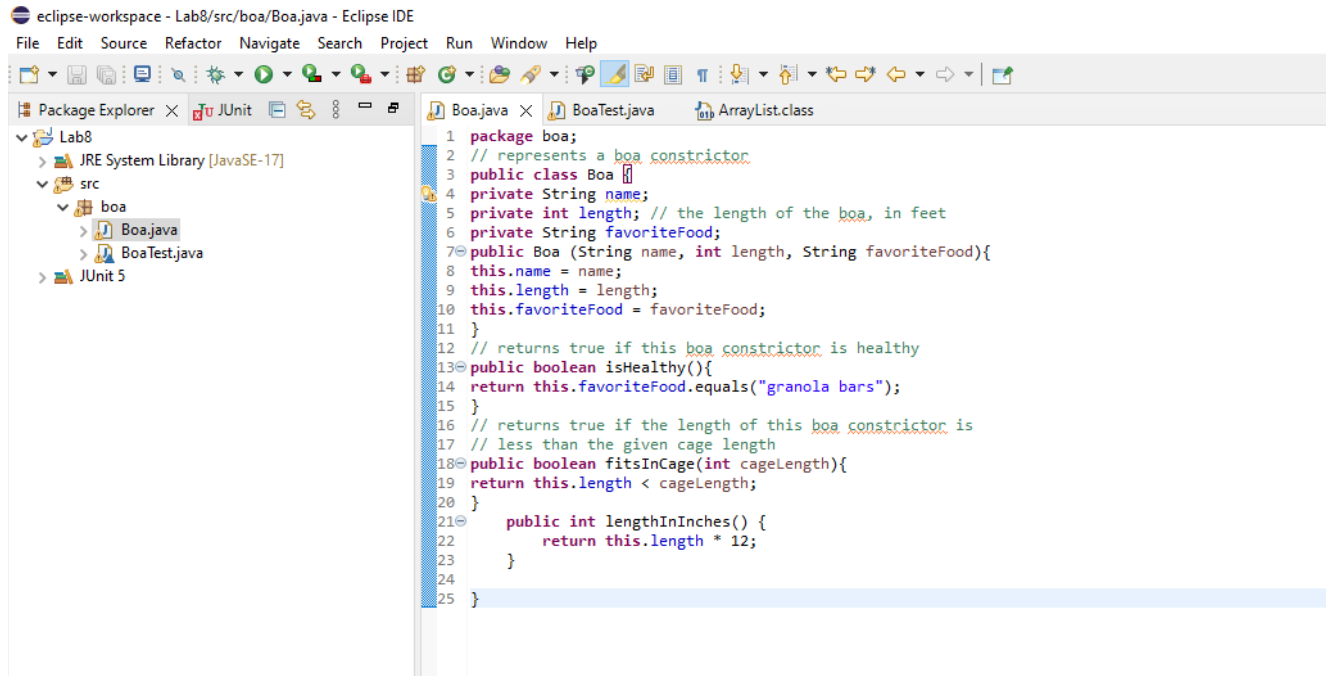 eclipse-workspace - Lab8/src/boa/Boa.java - Eclipse IDE
File Edit Source Refactor Navigate Search Project Run Window Help
Package Explorer JUnit
Boa.java BoaTest.java ArrayList.class
Lab8
JRE System Library [JavaSE-17]
src
boa
Boa.java
BoaTest.java
JUnit 5
1 package boa;
2 // represents a boa constrictor
3 public class Boa {
4 private String name;
5 private int length; // the length of the boa, in feet
6 private String favoriteFood;
7 public Boa (String name, int length, String favoriteFood){
8 this.name = name;
9 this.length = length;
10 this.favoriteFood = favoriteFood;
11 }
12 // returns true if this boa constrictor is healthy
13 public boolean isHealthy(){
14 return this.favoriteFood.equals("granola bars");
15 }
16 // returns true if the length of this boa constrictor is
17 // less than the given cage length
18 public boolean fitsInCage(int cageLength){
19 return this.length < cageLength;
20 }
21     public int lengthInInches() {
22         return this.length * 12;
23     }
24
25 }